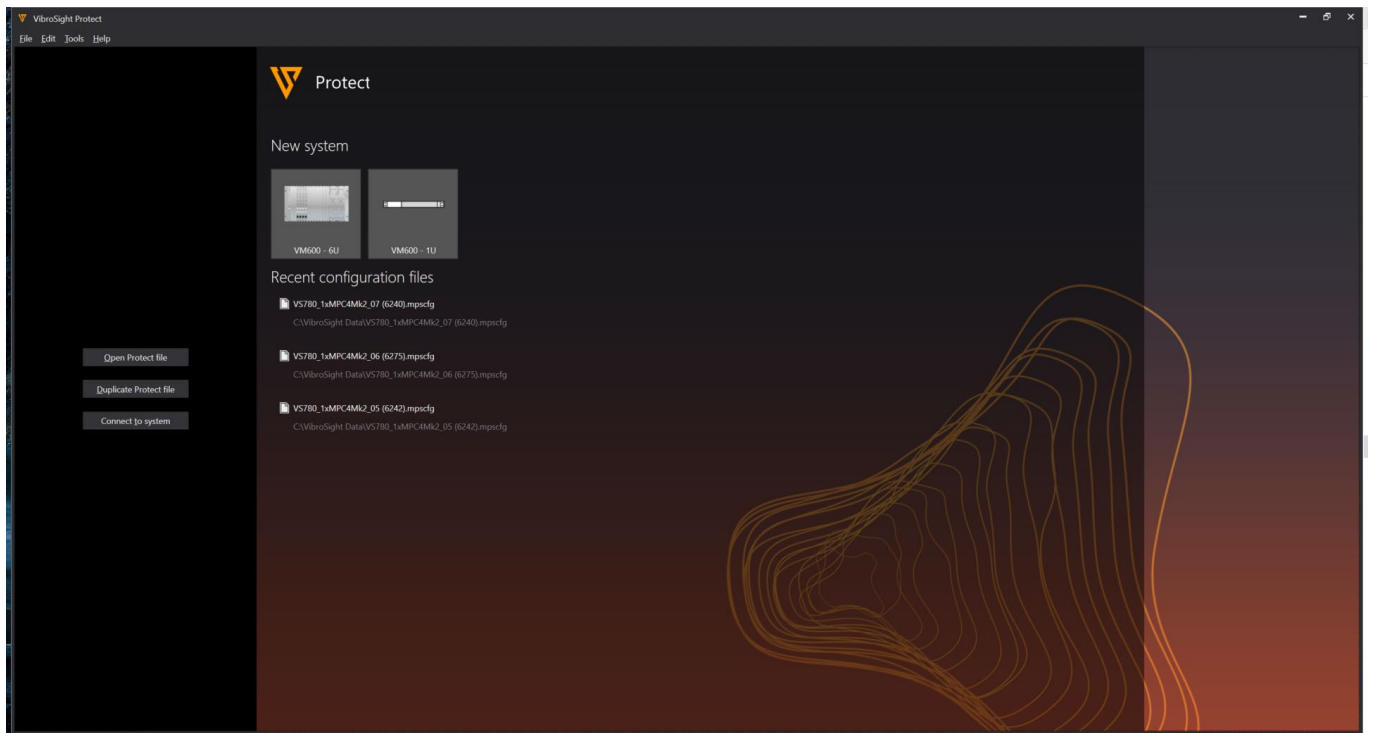 VibroSight Protect
File Edit Tools Help
Protect
New system
VM600 - 6U
VM600 - 1U
Recent configuration files
VS780_1xMPC4Mk2_07 (6240).mpscfg
C:\VibroSight Data\VS780_1xMPC4Mk2_07 (6240).mpscfg
VS780_1xMPC4Mk2_06 (6275).mpscfg
C:\VibroSight Data\VS780_1xMPC4Mk2_06 (6275).mpscfg
VS780_1xMPC4Mk2_05 (6242).mpscfg
C:\VibroSight Data\VS780_1xMPC4Mk2_05 (6242).mpscfg
Open Protect file
Duplicate Protect file
Connect to system